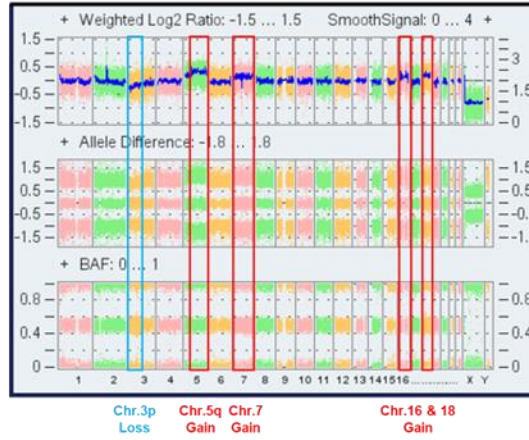 + Weighted Log2 Ratio: -1.5 ... 1.5 SmoothSignal: 0 ... 4 +
1.5
0.5
-0.5
-1.5
3
2
1
0
+ Allele Difference: -1.8 ... 1.8
1.5
0.5
-0.5
-1.5
+ BAF: 0 ... 1
0.8
0.4
0
1 2 3 4 5 6 7 8 9 10 11 12 13 14 15 16 ................ X Y
Chr.3p Chr.5q Chr.7 Chr.16 & 18
Loss Gain Gain Gain